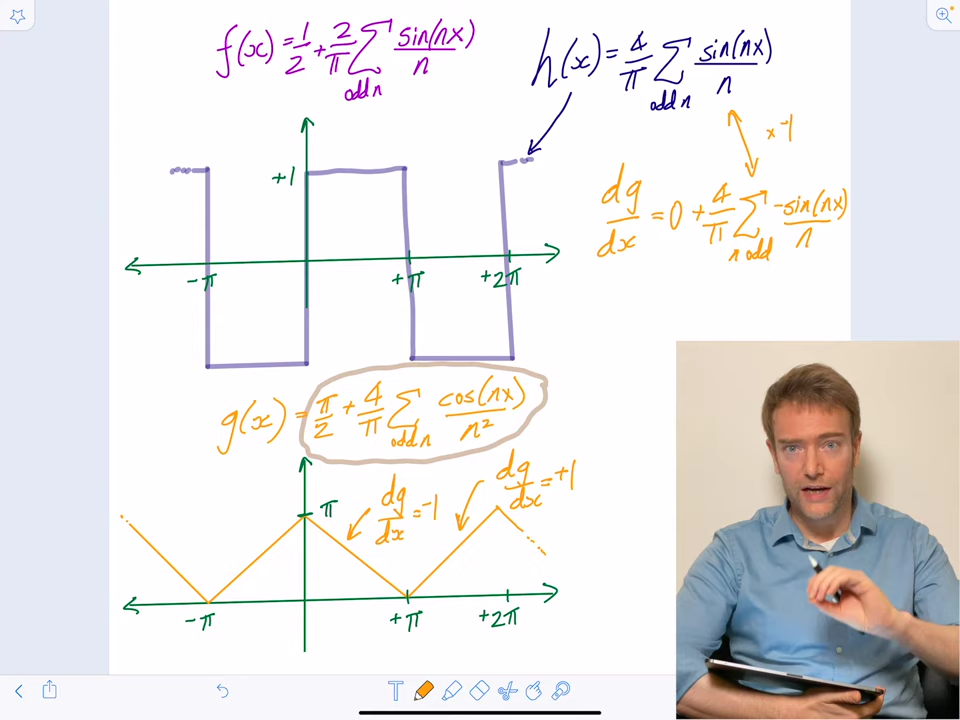 f(x) = 1/2 + 2/π Σ odd n sin(nx)/n
h(x) = 4/π Σ odd n sin(nx)/n
× -1
+1
dg/dx = 0 + 4/π Σ n odd -sin(nx)/n
-π +π +2π
g(x) = π/2 + 4/π Σ odd n cos(nx)/n²
π dg/dx = -1 dg/dx = +1
-π +π +2π
T